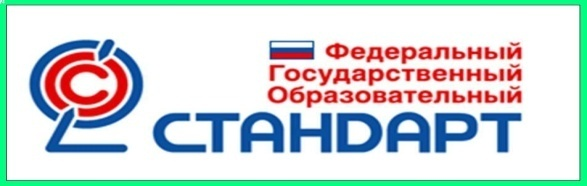 Федеральный
Государственный
Образовательный
СТАНДАРТ